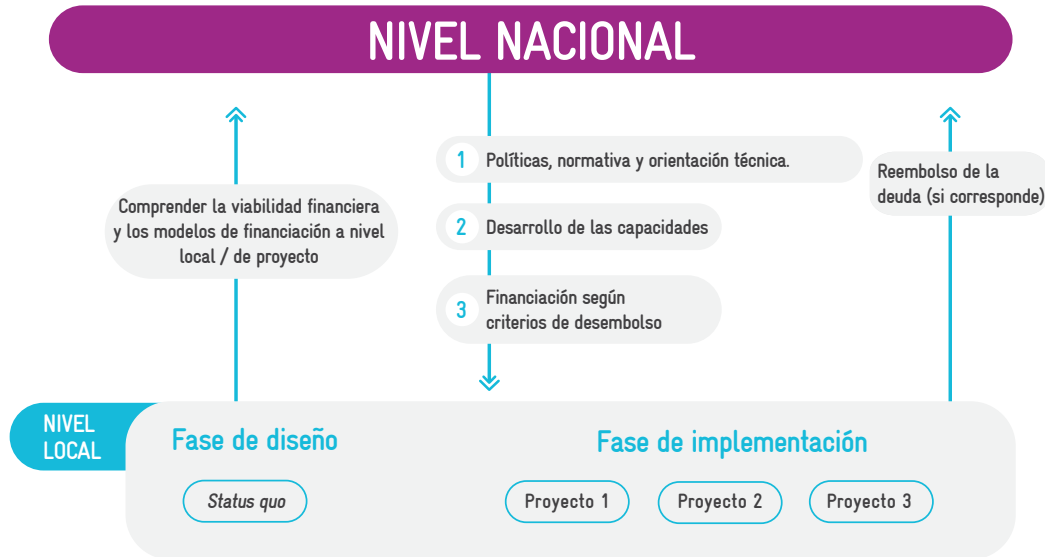 NIVEL NACIONAL
1 Políticas, normativa y orientación técnica.
Reembolso de la
deuda (si corresponde)
Comprender la viabilidad financiera
y los modelos de financiación a nivel
local / de proyecto
2 Desarrollo de las capacidades
3 Financiación según
criterios de desembolso
NIVEL
LOCAL
Fase de diseño
Fase de implementación
Status quo
Proyecto 1
Proyecto 2
Proyecto 3